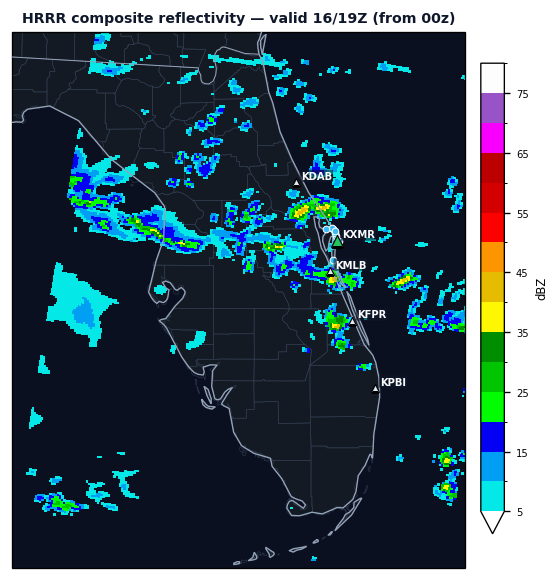 HRRR composite reflectivity — valid 16/19Z (from 00z)
KDAB
KXMR
KMLB
KFPR
KPBI
75
65
55
45
35
25
15
5
dBZ